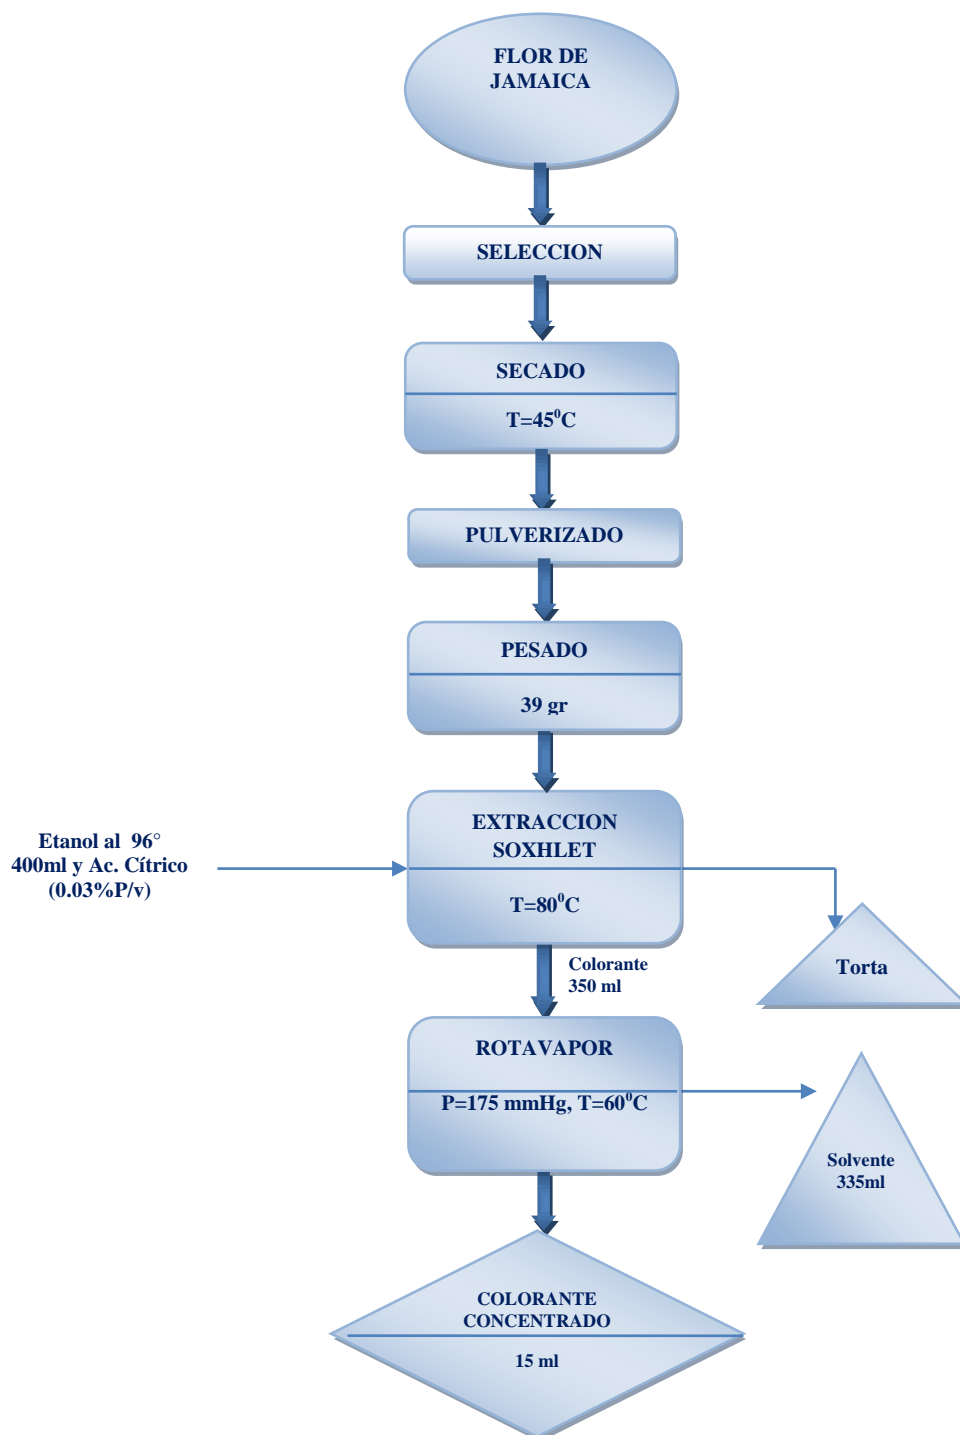 FLOR DE
JAMAICA
SELECCION
SECADO
T=45⁰C
PULVERIZADO
PESADO
39 gr
EXTRACCION
SOXHLET
T=80⁰C
Etanol al 96°
400ml y Ac. Cítrico
(0.03%P/v)
Torta
Colorante
350 ml
ROTAVAPOR
P=175 mmHg, T=60⁰C
Solvente
335ml
COLORANTE
CONCENTRADO
15 ml